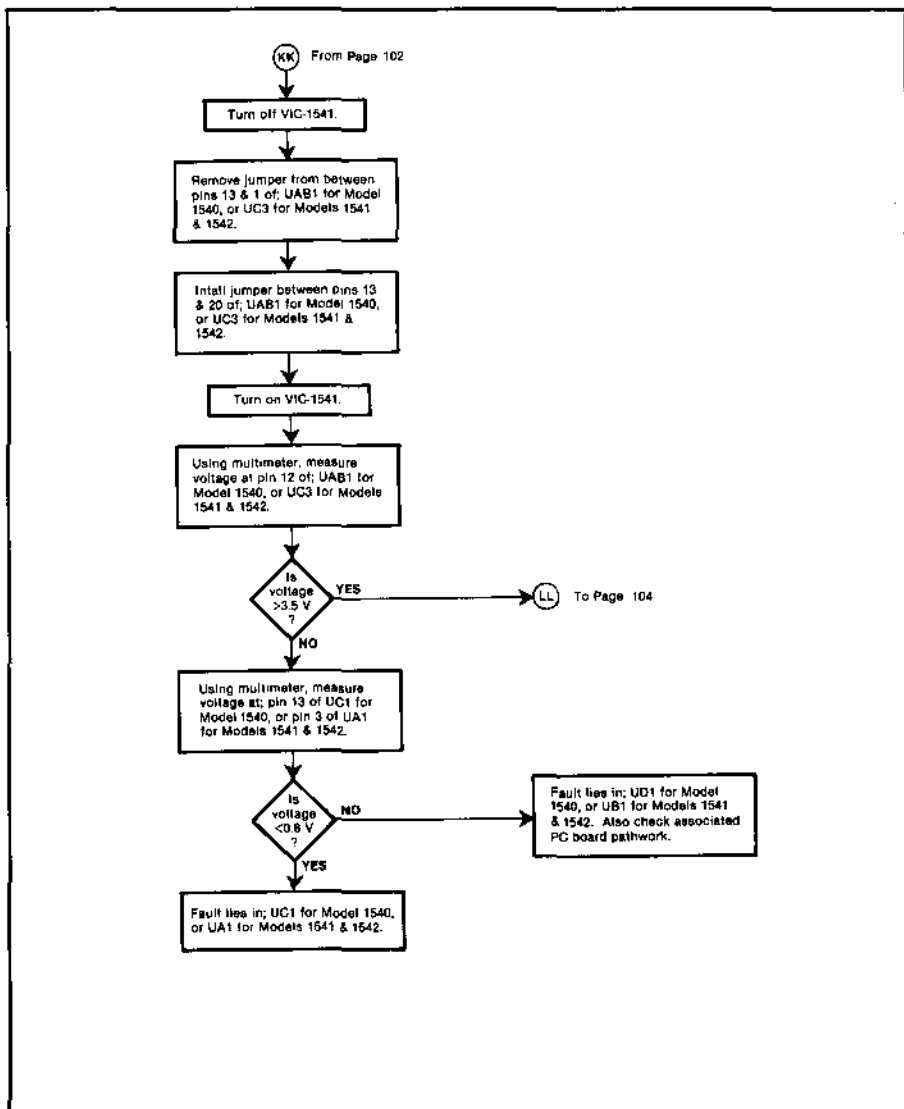 KK From Page 102
Turn off VIC-1541.
Remove jumper from between
pins 13 & 1 of; UAB1 for Model
1540, or UC3 for Models 1541
& 1542.
Intall jumper between pins 13
& 20 of; UAB1 for Model 1540,
or UC3 for Models 1541 &
1542.
Turn on VIC-1541.
Using multimeter, measure
voltage at pin 12 of; UAB1
for Model 1540, or UC3 for Models
1541 & 1542.
Is
voltage
>3.5 V
?
YES
LL To Page 104
NO
Using multimeter, measure
voltage at; pin 13 of UC1 for
Model 1540, or pin 3 of UA1
for Models 1541 & 1542.
Is
voltage
<0.8 V
?
NO
Fault lies in; UD1 for Model
1540, or UB1 for Models 1541
& 1542. Also check associated
PC board pathwork.
YES
Fault lies in; UC1 for Model 1540,
or UA1 for Models 1541 & 1542.